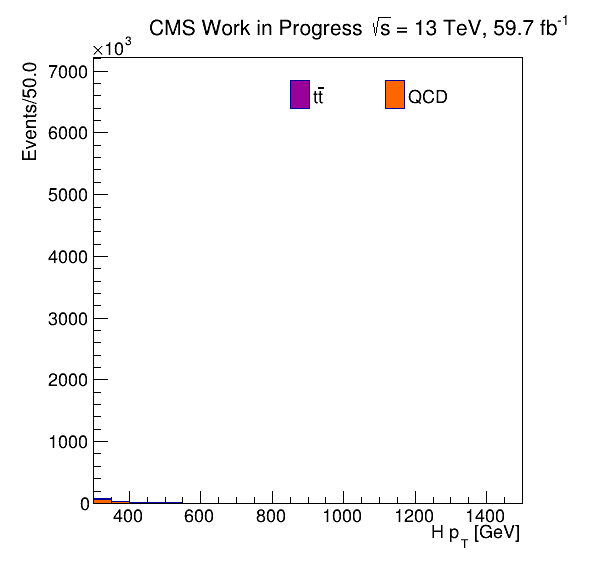 CMS Work in Progress √s = 13 TeV, 59.7 fb⁻¹
×10³
Events/50.0
7000
6000
5000
4000
3000
2000
1000
0
tt̄
QCD
400 600 800 1000 1200 1400
H p_T [GeV]